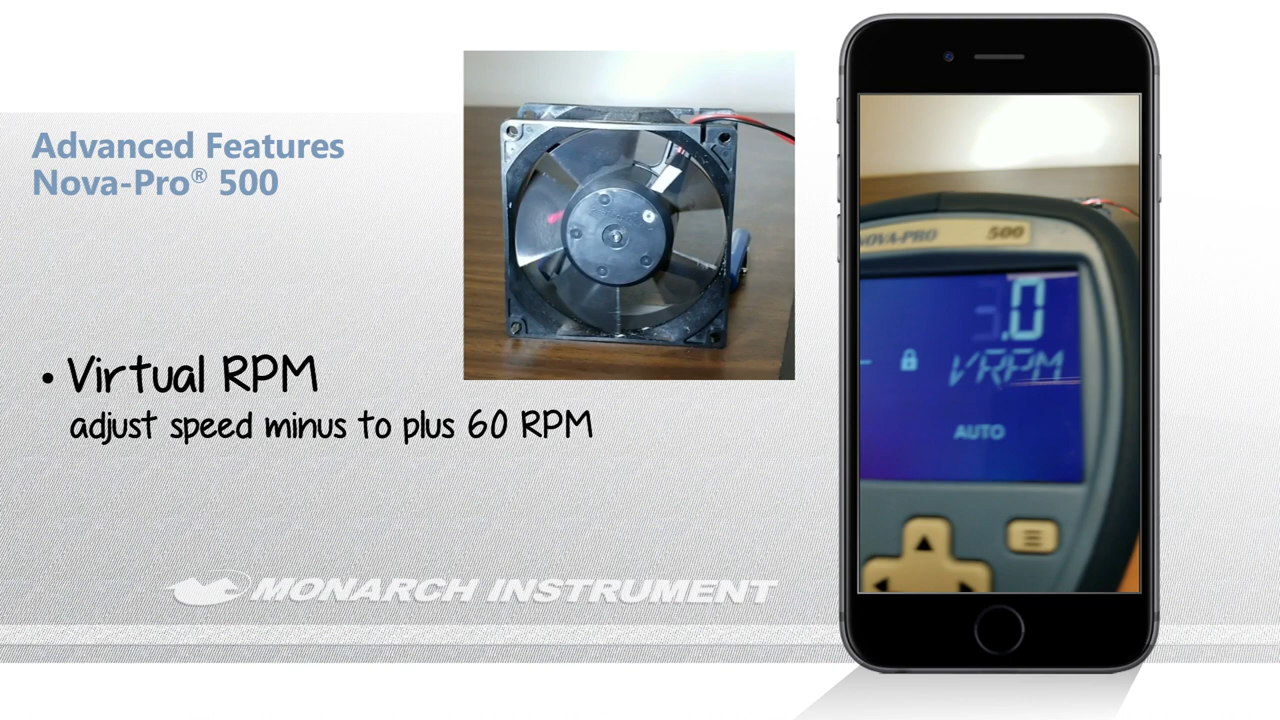 Advanced Features
Nova-Pro® 500
• Virtual RPM
adjust speed minus to plus 60 RPM
MONARCH INSTRUMENT
NOVA-PRO 500
.0
VRPM
AUTO